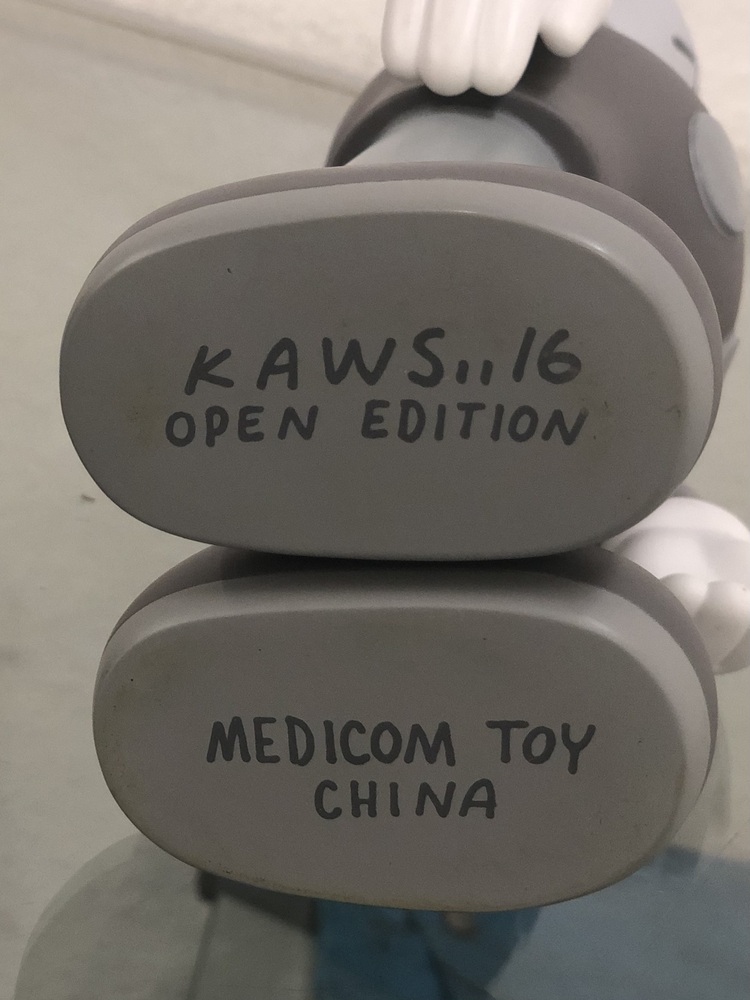 KAWS,,16
OPEN EDITION
MEDICOM TOY
CHINA